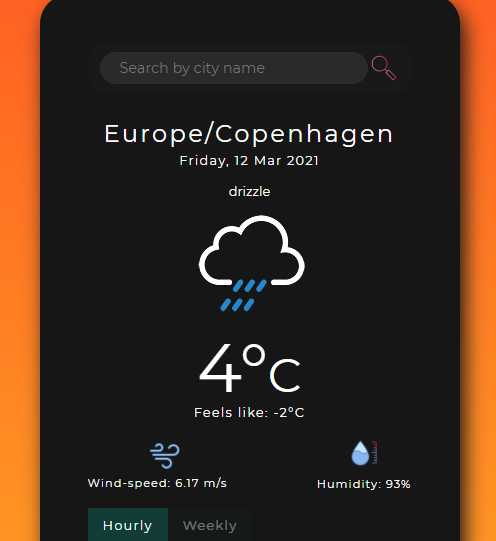 Search by city name
Europe/Copenhagen
Friday, 12 Mar 2021
drizzle
4°C
Feels like: -2°C
Wind-speed: 6.17 m/s
Humidity: 93%
Hourly Weekly